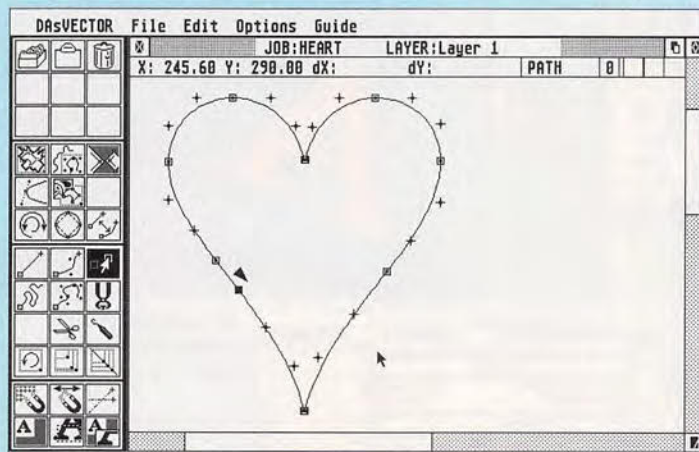 DAsVECTOR File Edit Options Guide
JOB:HEART LAYER:Layer 1
X: 245.60 Y: 290.00 dX: dY: PATH 0
A A